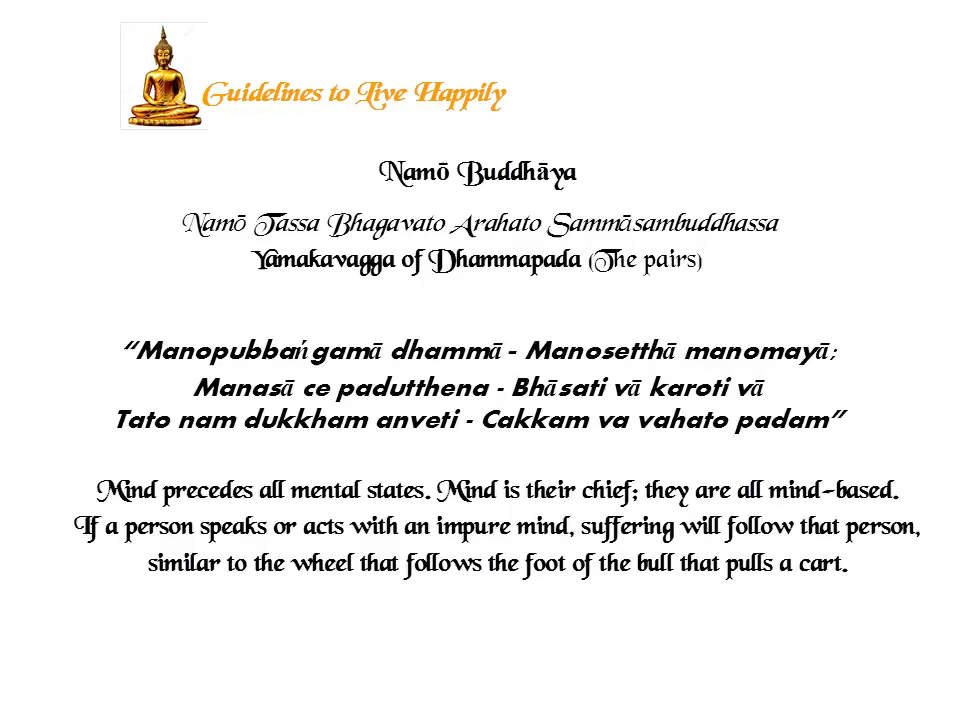 Guidelines to Live Happily
Namō Buddhāya
Namō Tassa Bhagavato Arahato Sammāsambuddhassa
Yamakavagga of Dhammapada (The pairs)
“Manopubbańgamā dhammā - Manosetthā manomayā;
Manasā ce padutthena - Bhāsati vā karoti vā
Tato nam dukkham anveti - Cakkam va vahato padam”
Mind precedes all mental states. Mind is their chief; they are all mind-based.
If a person speaks or acts with an impure mind, suffering will follow that person,
similar to the wheel that follows the foot of the bull that pulls a cart.